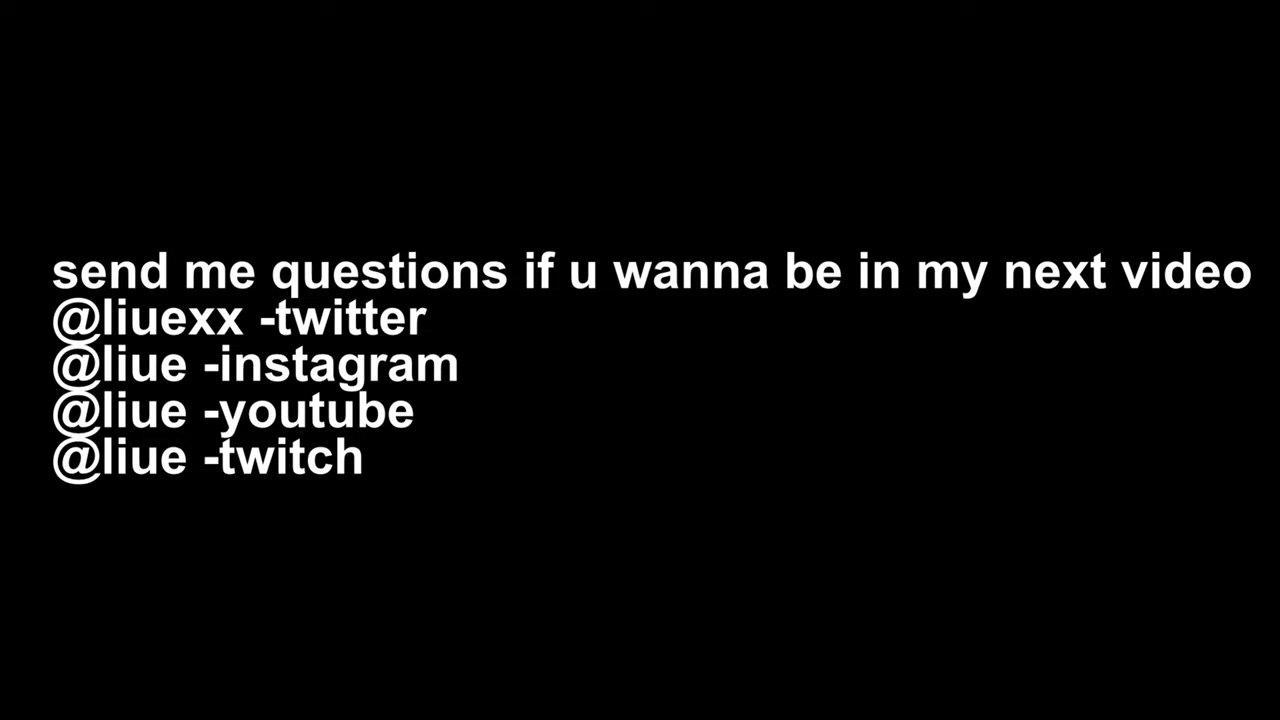 send me questions if u wanna be in my next video
@liuexx -twitter
@liue -instagram
@liue -youtube
@liue -twitch